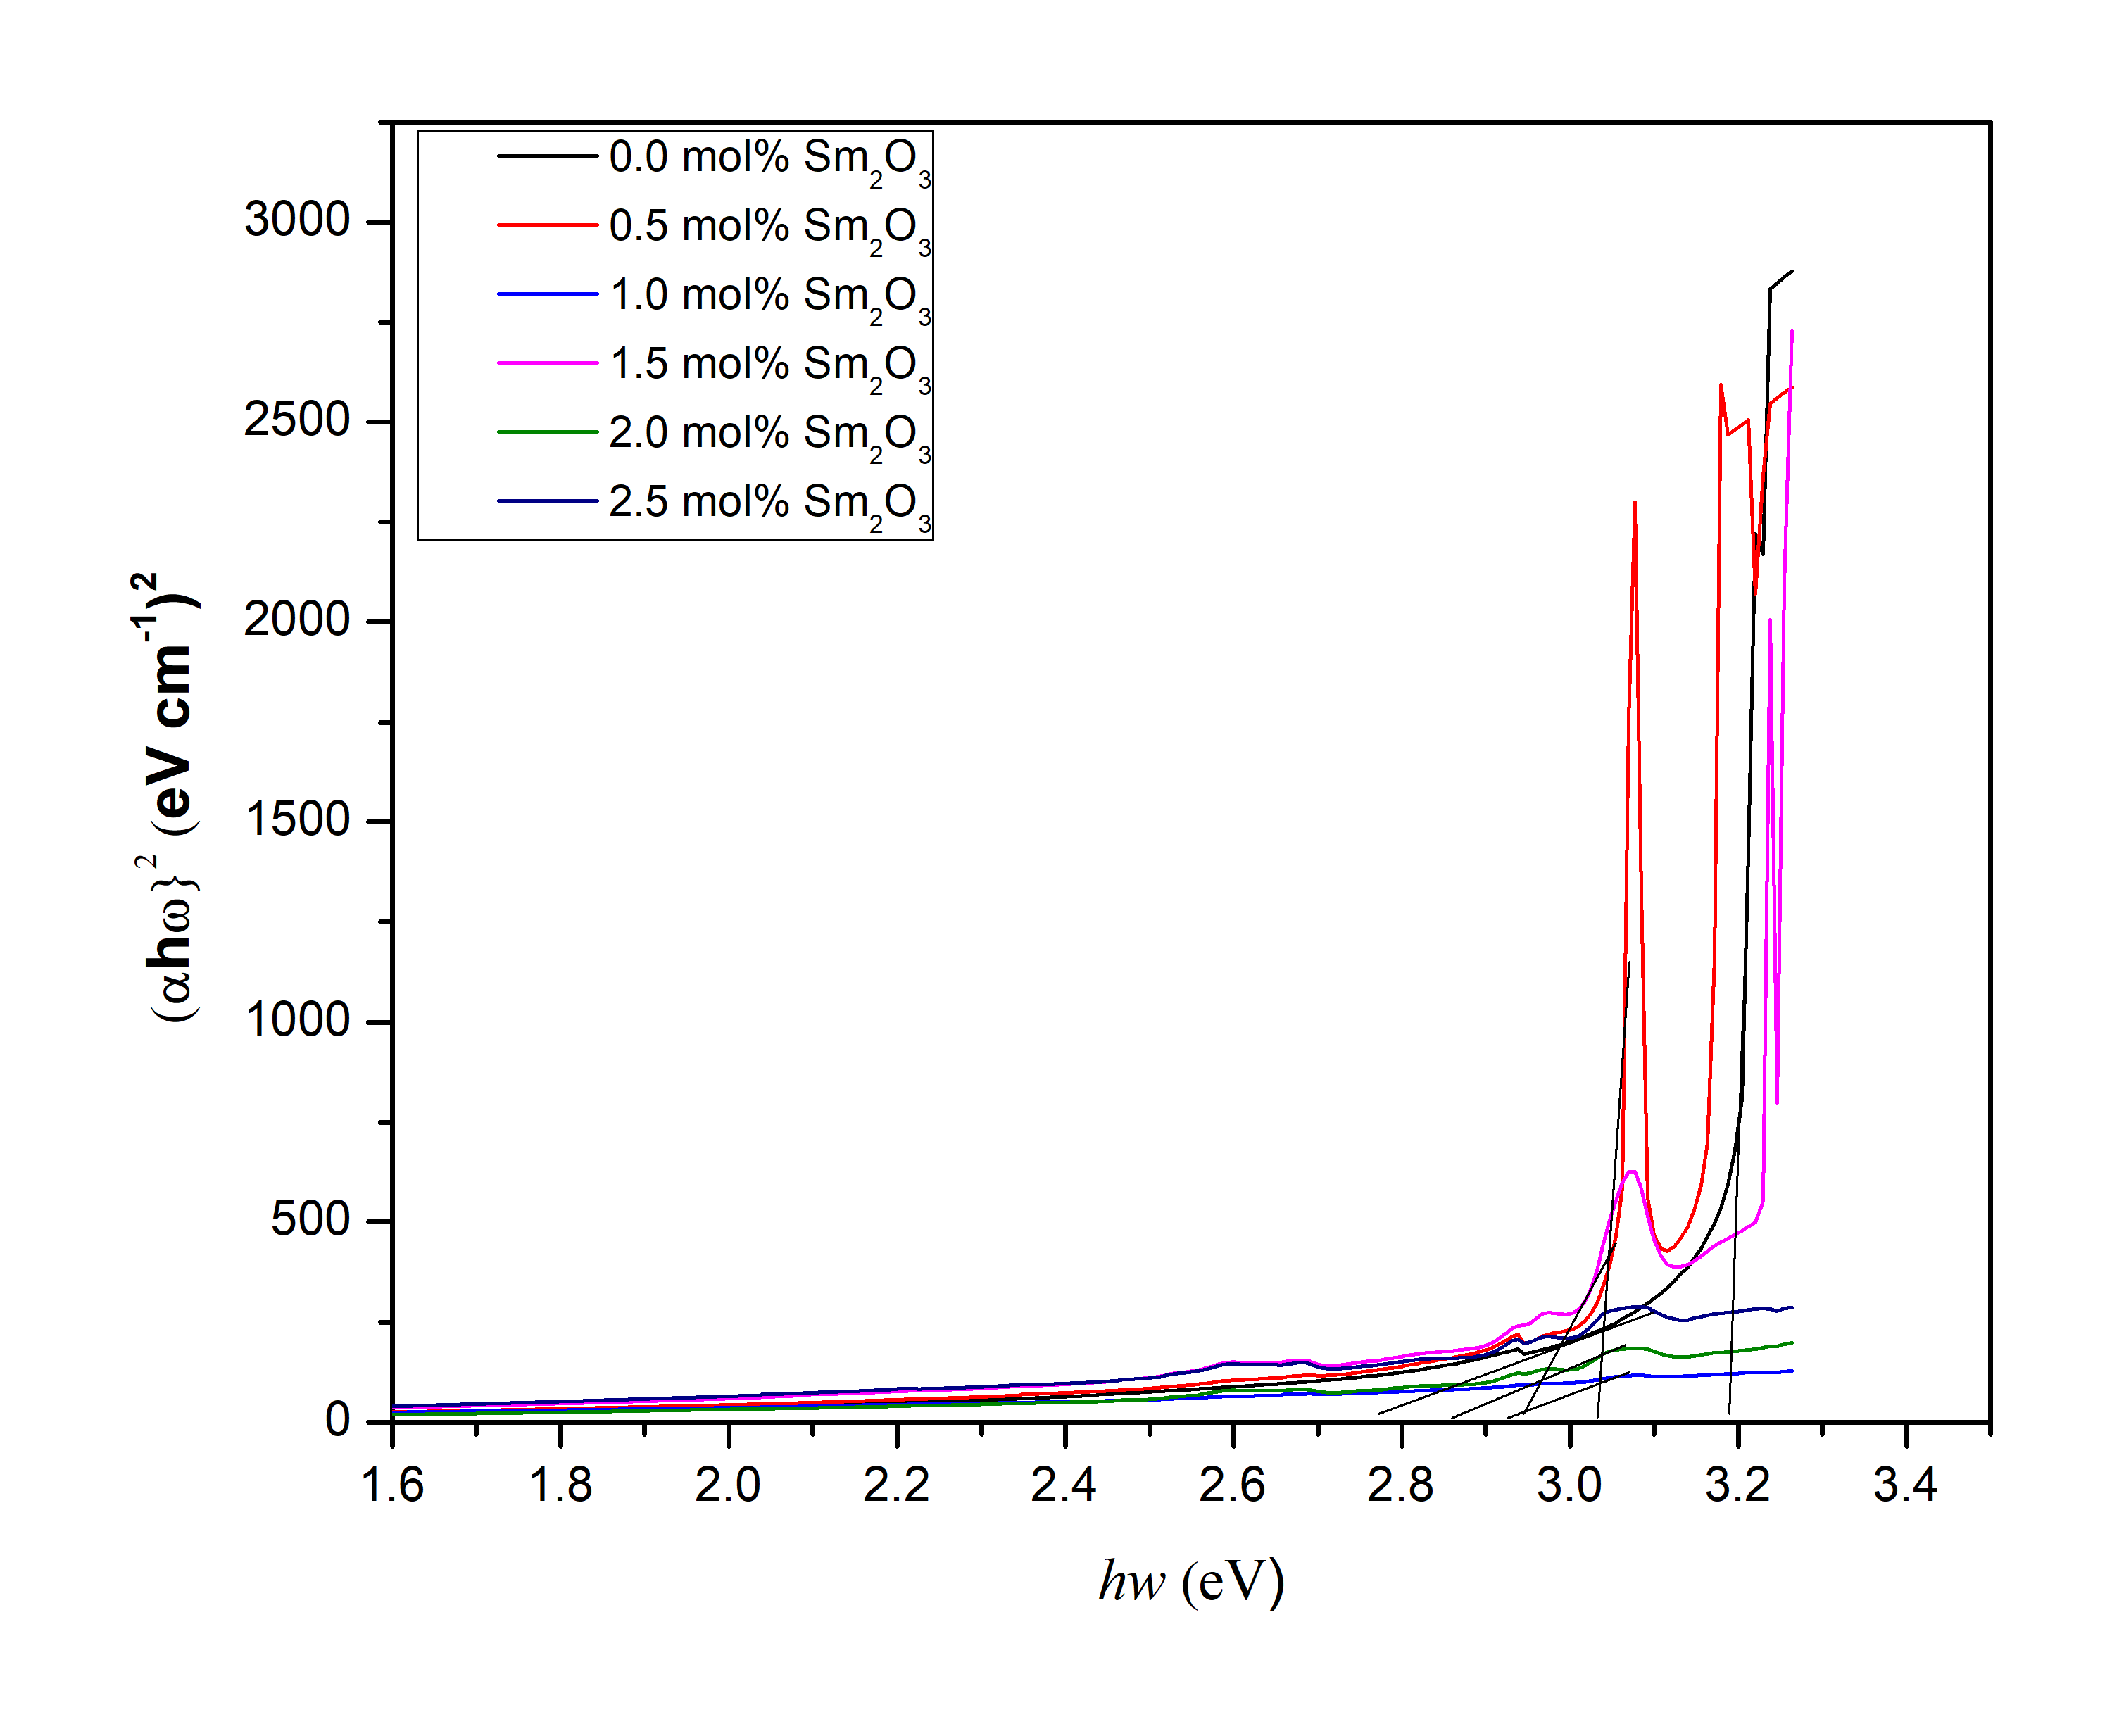 0.0 mol% Sm₂O₃
0.5 mol% Sm₂O₃
1.0 mol% Sm₂O₃
1.5 mol% Sm₂O₃
2.0 mol% Sm₂O₃
2.5 mol% Sm₂O₃
(αhω}² (eV cm⁻¹)²
3000
2500
2000
1500
1000
500
0
1.6 1.8 2.0 2.2 2.4 2.6 2.8 3.0 3.2 3.4
hw (eV)